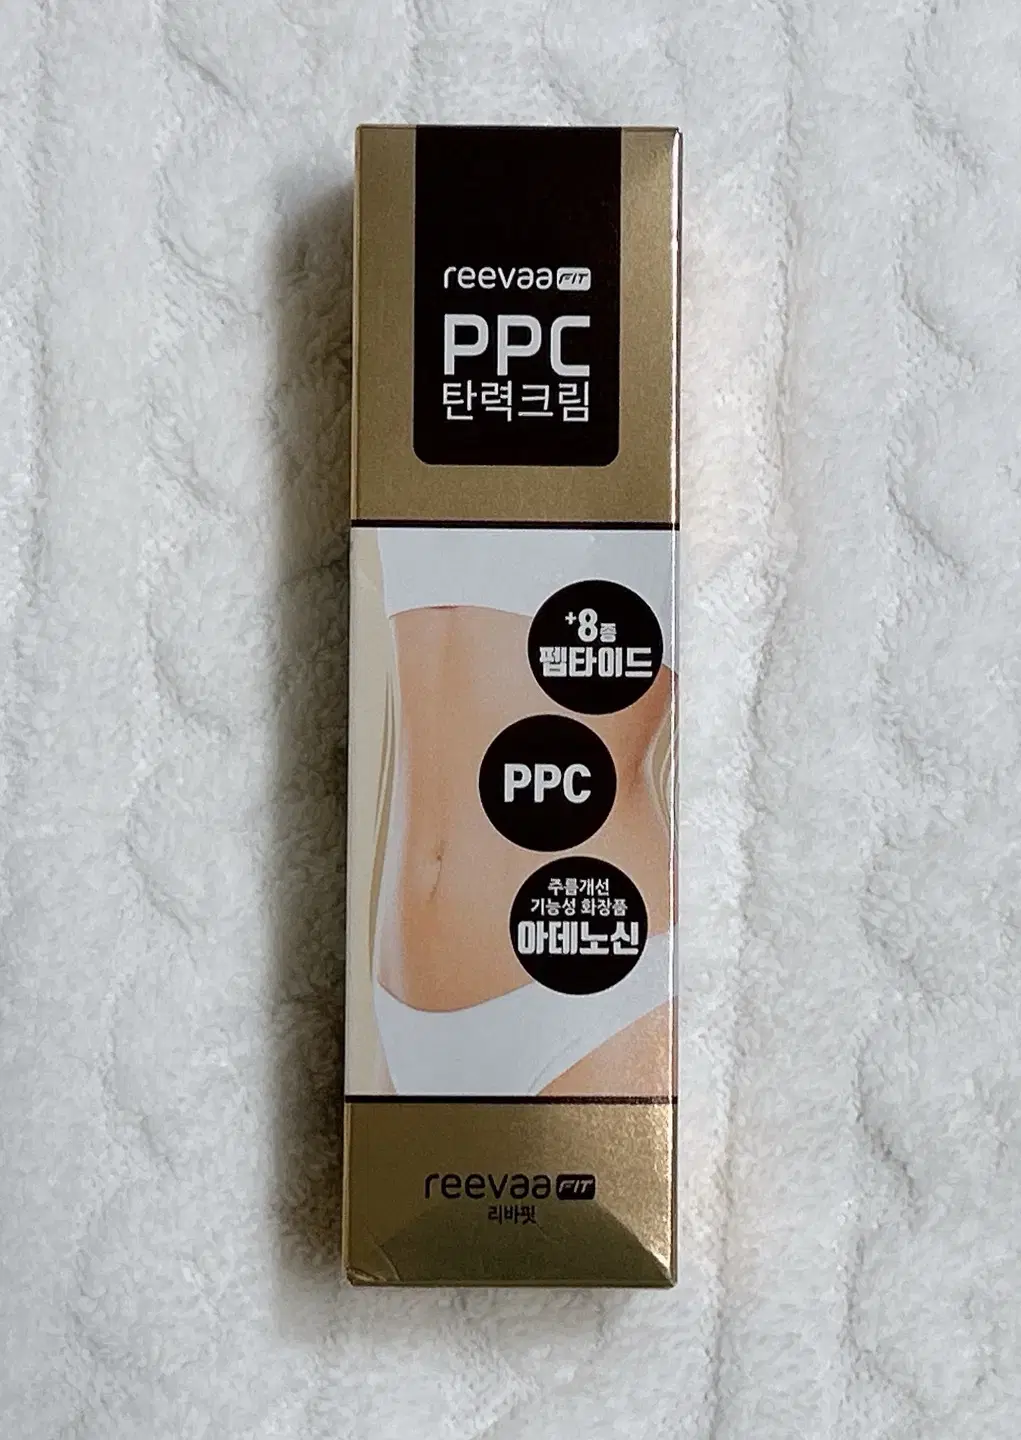 reevaa FIT
PPC
탄력크림
+8종
펩타이드
PPC
주름개선
기능성 화장품
아데노신
reevaa FIT
리바핏